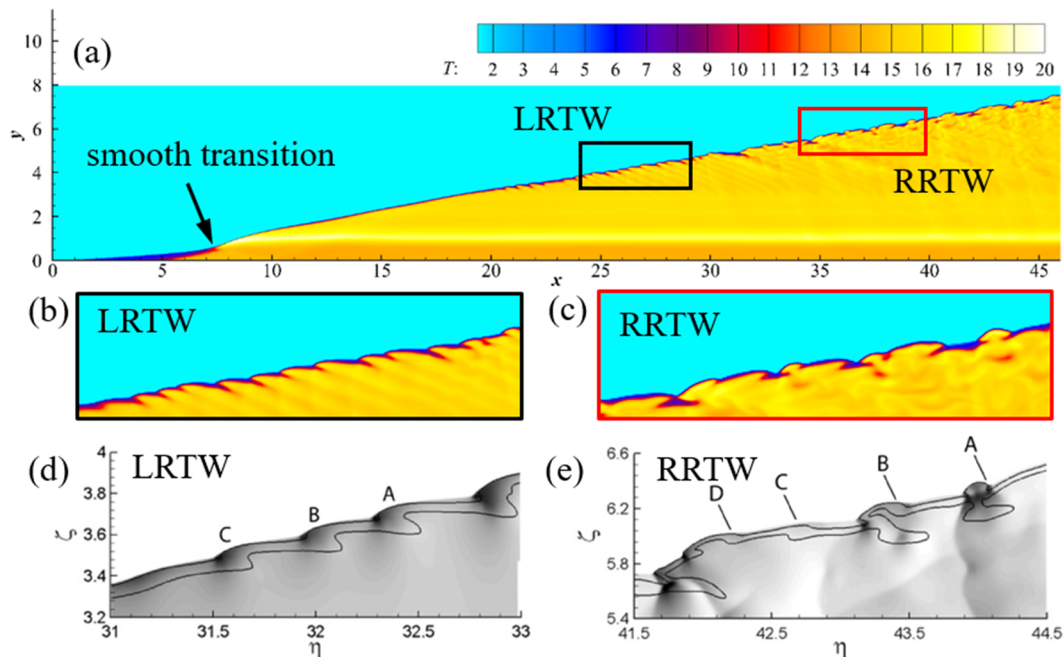 (a)
T: 2 3 4 5 6 7 8 9 10 11 12 13 14 15 16 17 18 19 20
10
8
6
4
2
0
y
LRTW
smooth transition
RRTW
0 5 10 15 20 25 30 35 40 45
x
(b) LRTW
(c) RRTW
(d) LRTW
4
3.8
3.6
3.4
3.2
ζ
A
B
C
31 31.5 32 32.5 33
η
(e) RRTW
6.6
6.2
5.8
5.4
ζ
A
B
C
D
41.5 42.5 43.5 44.5
η